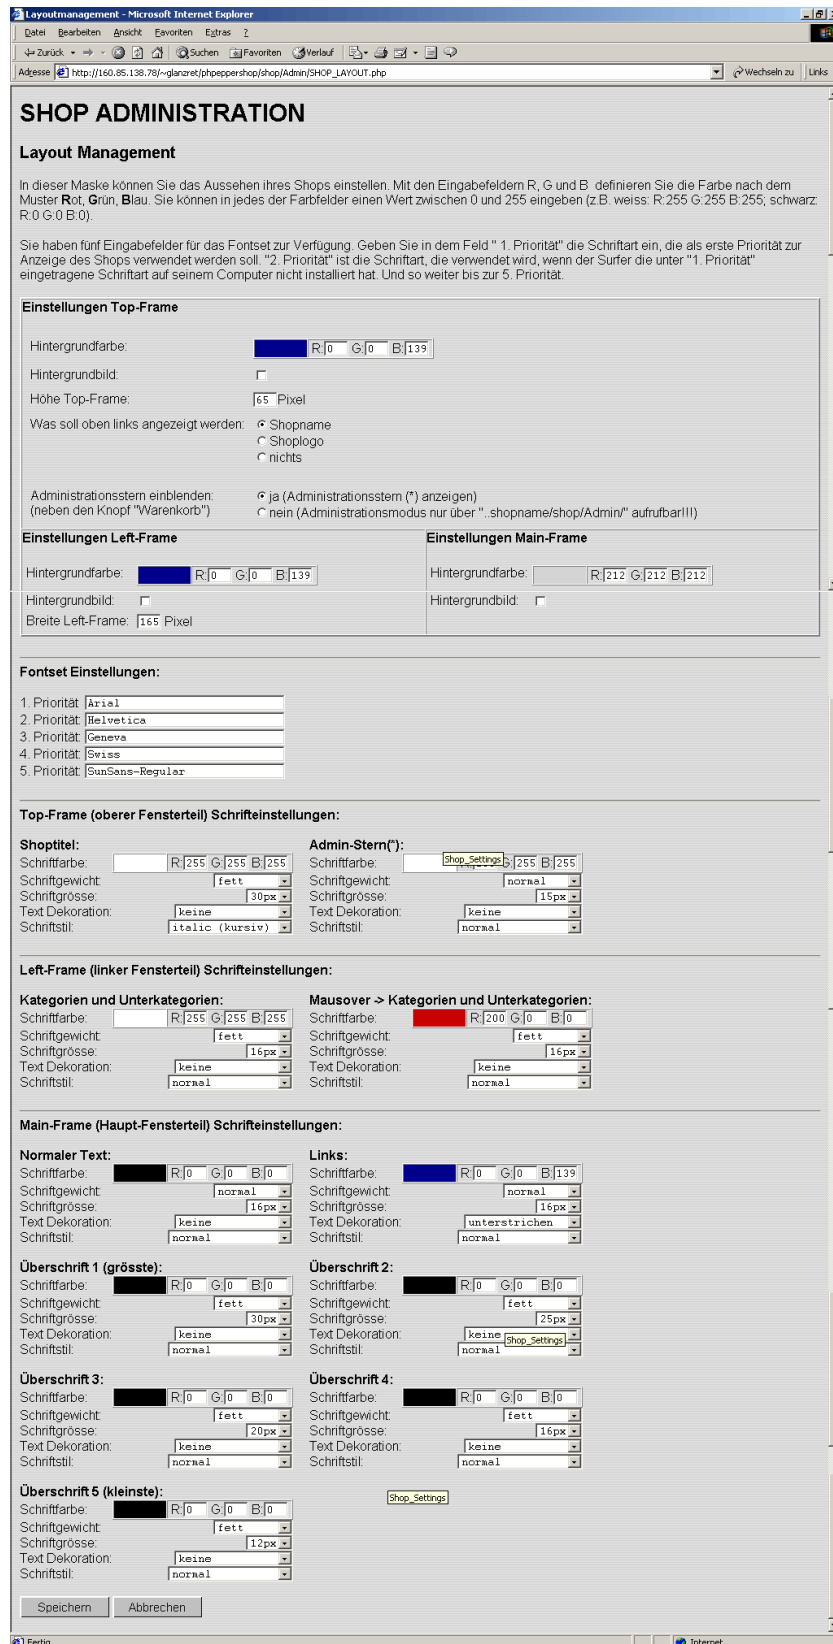 Layoutmanagement - Microsoft Internet Explorer
Datei Bearbeiten Ansicht Favoriten Extras ?
Zurück Suchen Favoriten Verlauf
Adresse http://160.85.138.78/~glanzret/phpeppershop/shop/Admin/SHOP_LAYOUT.php Wechseln zu Links
SHOP ADMINISTRATION
Layout Management
In dieser Maske können Sie das Aussehen ihres Shops einstellen. Mit den Eingabefeldern R, G und B definieren Sie die Farbe nach dem
Muster Rot, Grün, Blau. Sie können in jedes der Farbfelder einen Wert zwischen 0 und 255 eingeben (z.B. weiss: R:255 G:255 B:255; schwarz:
R:0 G:0 B:0).
Sie haben fünf Eingabefelder für das Fontset zur Verfügung. Geben Sie in dem Feld " 1. Priorität" die Schriftart ein, die als erste Priorität zur
Anzeige des Shops verwendet werden soll. "2. Priorität" ist die Schriftart, die verwendet wird, wenn der Surfer die unter "1. Priorität"
eingetragene Schriftart auf seinem Computer nicht installiert hat. Und so weiter bis zur 5. Priorität.
Einstellungen Top-Frame
Hintergrundfarbe: R: 0 G: 0 B: 139
Hintergrundbild:
Höhe Top-Frame: 65 Pixel
Was soll oben links angezeigt werden: Shopname
Shoplogo
nichts
Administrationsstern einblenden: ja (Administrationsstern (*) anzeigen)
(neben den Knopf "Warenkorb") nein (Administrationsmodus nur über "..shopname/shop/Admin/" aufrufbar!!!)
Einstellungen Left-Frame Einstellungen Main-Frame
Hintergrundfarbe: R: 0 G: 0 B: 139 Hintergrundfarbe: R: 212 G: 212 B: 212
Hintergrundbild: Hintergrundbild:
Breite Left-Frame: 165 Pixel
Fontset Einstellungen:
1. Priorität Arial
2. Priorität: Helvetica
3. Priorität: Geneva
4. Priorität: Swiss
5. Priorität: SunSans-Regular
Top-Frame (oberer Fensterteil) Schrifteinstellungen:
Shoptitel: Admin-Stern(*):
Schriftfarbe: R: 255 G: 255 B: 255 Schriftfarbe: Shop_Settings G: 255 B: 255
Schriftgewicht: fett Schriftgewicht: normal
Schriftgrösse: 30px Schriftgrösse: 15px
Text Dekoration: keine Text Dekoration: keine
Schriftstil: italic (kursiv) Schriftstil: normal
Left-Frame (linker Fensterteil) Schrifteinstellungen:
Kategorien und Unterkategorien: Mausover -> Kategorien und Unterkategorien:
Schriftfarbe: R: 255 G: 255 B: 255 Schriftfarbe: R: 200 G: 0 B: 0
Schriftgewicht: fett Schriftgewicht: fett
Schriftgrösse: 16px Schriftgrösse: 16px
Text Dekoration: keine Text Dekoration: keine
Schriftstil: normal Schriftstil: normal
Main-Frame (Haupt-Fensterteil) Schrifteinstellungen:
Normaler Text: Links:
Schriftfarbe: R: 0 G: 0 B: 0 Schriftfarbe: R: 0 G: 0 B: 139
Schriftgewicht: normal Schriftgewicht: normal
Schriftgrösse: 16px Schriftgrösse: 16px
Text Dekoration: keine Text Dekoration: unterstrichen
Schriftstil: normal Schriftstil: normal
Überschrift 1 (grösste): Überschrift 2:
Schriftfarbe: R: 0 G: 0 B: 0 Schriftfarbe: R: 0 G: 0 B: 0
Schriftgewicht: fett Schriftgewicht: fett
Schriftgrösse: 30px Schriftgrösse: 25px
Text Dekoration: keine Text Dekoration: keine Shop_Settings
Schriftstil: normal Schriftstil: normal
Überschrift 3: Überschrift 4:
Schriftfarbe: R: 0 G: 0 B: 0 Schriftfarbe: R: 0 G: 0 B: 0
Schriftgewicht: fett Schriftgewicht: fett
Schriftgrösse: 20px Schriftgrösse: 16px
Text Dekoration: keine Text Dekoration: keine
Schriftstil: normal Schriftstil: normal
Überschrift 5 (kleinste): Shop_Settings
Schriftfarbe: R: 0 G: 0 B: 0
Schriftgewicht: fett
Schriftgrösse: 12px
Text Dekoration: keine
Schriftstil: normal
Speichern Abbrechen
Fertig Internet